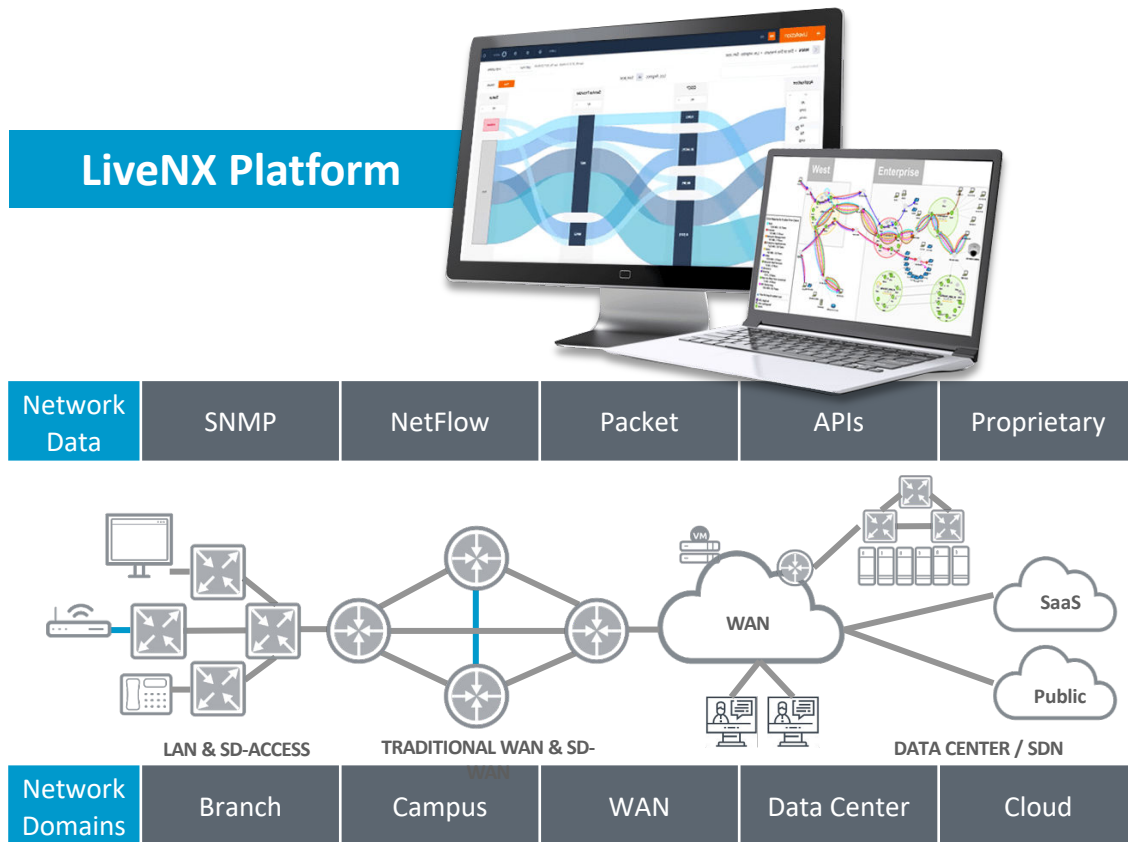 LiveNX Platform
West
Enterprise
Network
Data
SNMP
NetFlow
Packet
APIs
Proprietary
VM
WAN
SaaS
Public
LAN & SD-ACCESS
TRADITIONAL WAN & SD-
WAN
DATA CENTER / SDN
Network
Domains
Branch
Campus
WAN
Data Center
Cloud